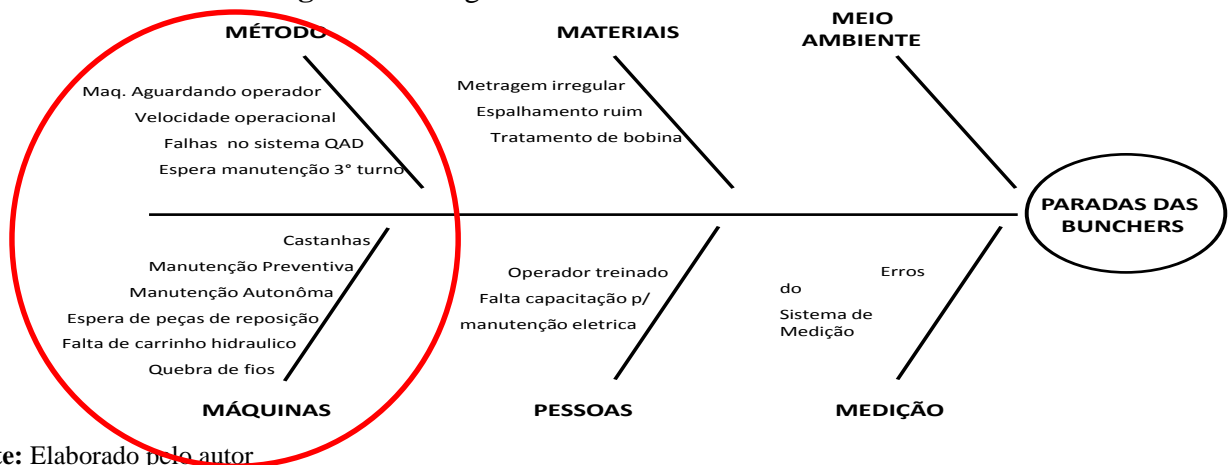 MÉTODO
Maq. Aguardando operador
Velocidade operacional
Falhas no sistema QAD
Espera manutenção 3° turno
MATERIAIS
Metragem irregular
Espalhamento ruim
Tratamento de bobina
MEIO
AMBIENTE
PARADAS DAS
BUNCHERS
Castanhas
Manutenção Preventiva
Manutenção Autonôma
Espera de peças de reposição
Falta de carrinho hidraulico
Quebra de fios
MÁQUINAS
Operador treinado
Falta capacitação p/
manutenção eletrica
PESSOAS
Erros
do
Sistema de
Medição
MEDIÇÃO
te: Elaborado pelo autor